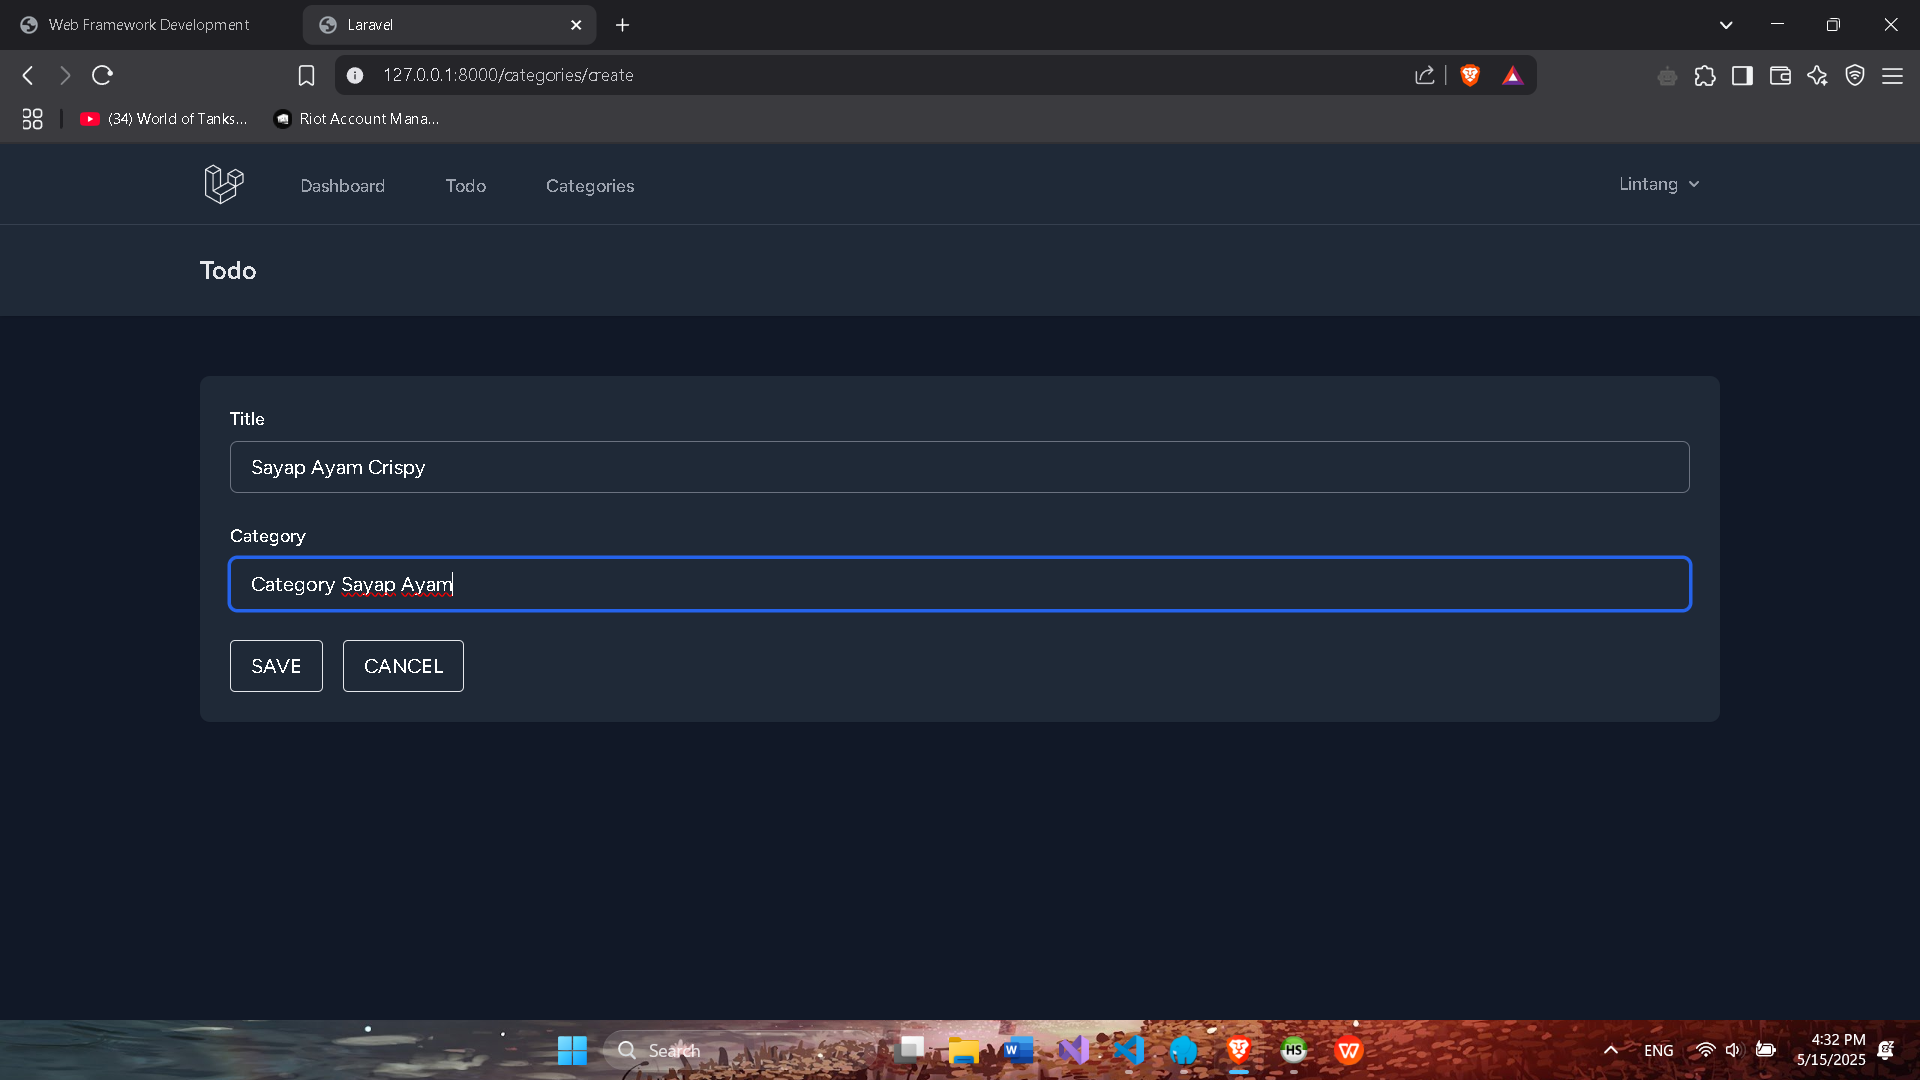 Web Framework Development
Laravel
127.0.0.1:8000/categories/create
(34) World of Tanks...
Riot Account Mana...
Dashboard
Todo
Categories
Lintang
Todo
Title
Sayap Ayam Crispy
Category
Category Sayap Ayam
SAVE
CANCEL
Search
W
HS
W
ENG
4:32 PM
5/15/2025